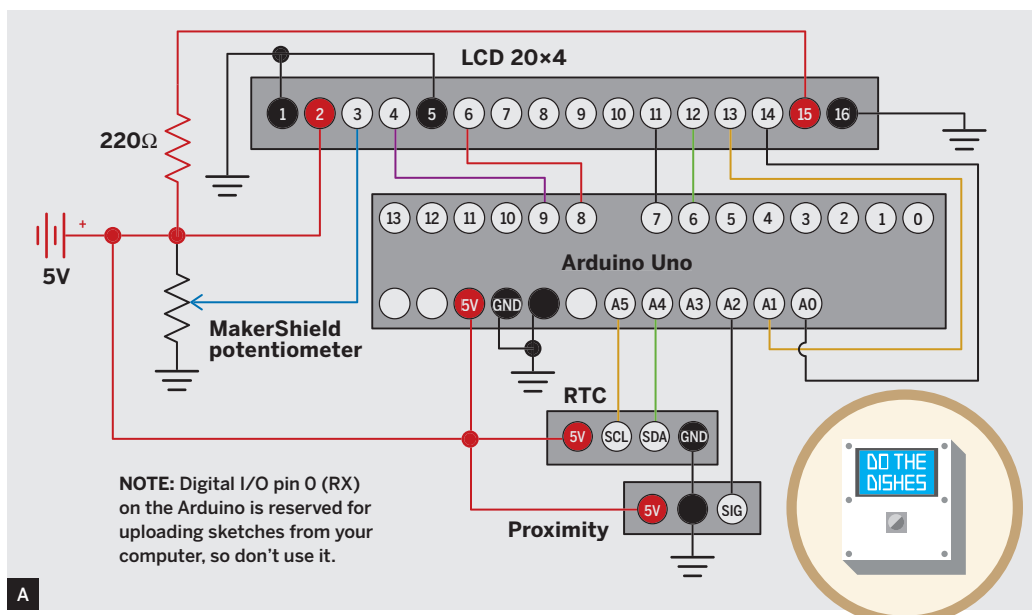 LCD 20×4
1 2 3 4 5 6 7 8 9 10 11 12 13 14 15 16
220Ω
+
5V
13 12 11 10 9 8 7 6 5 4 3 2 1 0
Arduino Uno
5V GND A5 A4 A3 A2 A1 A0
MakerShield
potentiometer
RTC
5V SCL SDA GND
NOTE: Digital I/O pin 0 (RX)
on the Arduino is reserved for
uploading sketches from your
computer, so don’t use it.
Proximity
5V SIG
DO THE
DISHES
A